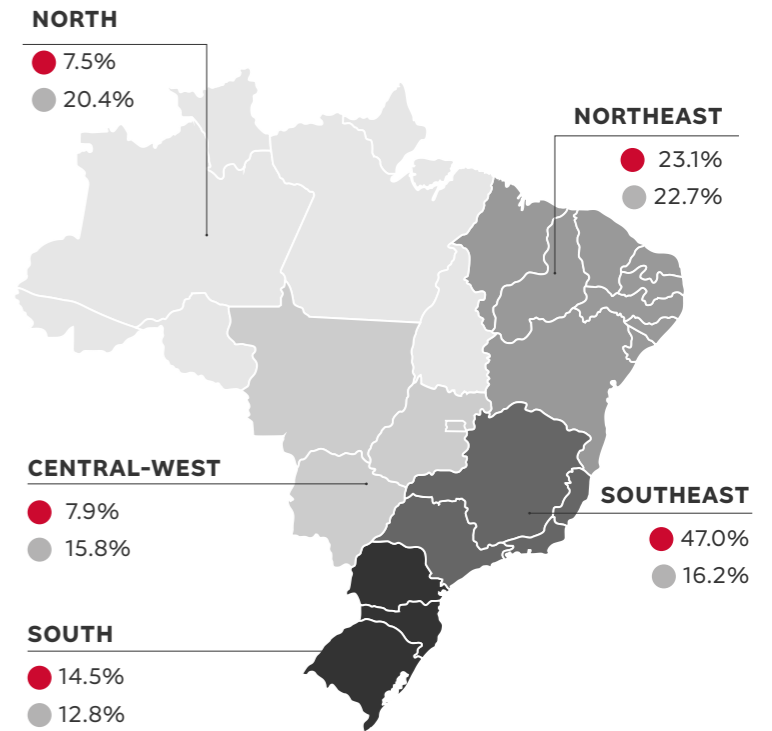 NORTH
7.5%
20.4%
NORTHEAST
23.1%
22.7%
CENTRAL-WEST
7.9%
15.8%
SOUTHEAST
47.0%
16.2%
SOUTH
14.5%
12.8%